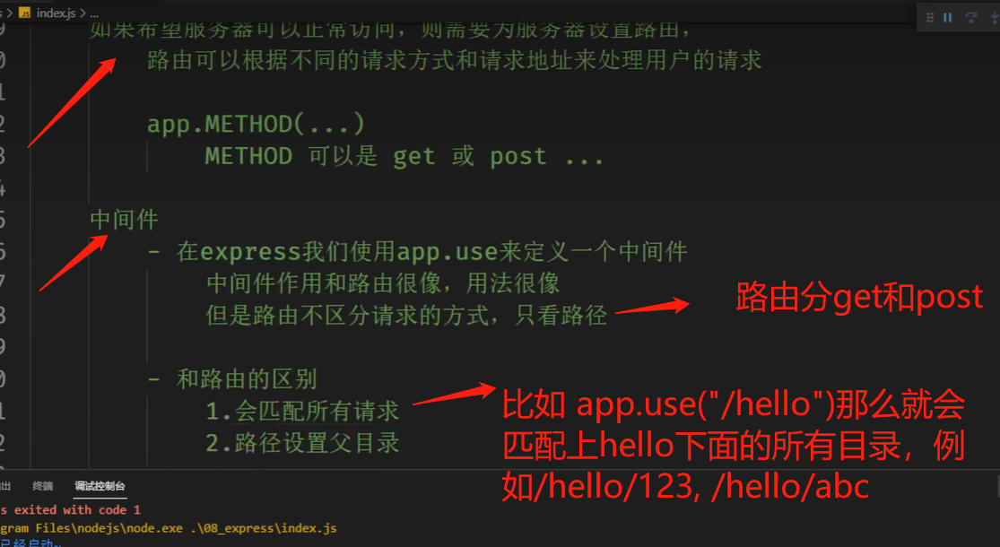 s > JS index.js > ...
如果希望服务器可以正常访问，则需要为服务器设置路由，
路由可以根据不同的请求方式和请求地址来处理用户的请求
app.METHOD(...)
METHOD 可以是 get 或 post ...
中间件
- 在express我们使用app.use来定义一个中间件
中间件作用和路由很像，用法很像
但是路由不区分请求的方式，只看路径
路由分get和post
- 和路由的区别
1.会匹配所有请求
2.路径设置父目录
比如 app.use("/hello")那么就会
匹配上hello下面的所有目录，例
如/hello/123, /hello/abc
出 终端 调试控制台
s exited with code 1
gram Files\nodejs\node.exe .\08_express\index.js
已经启动~